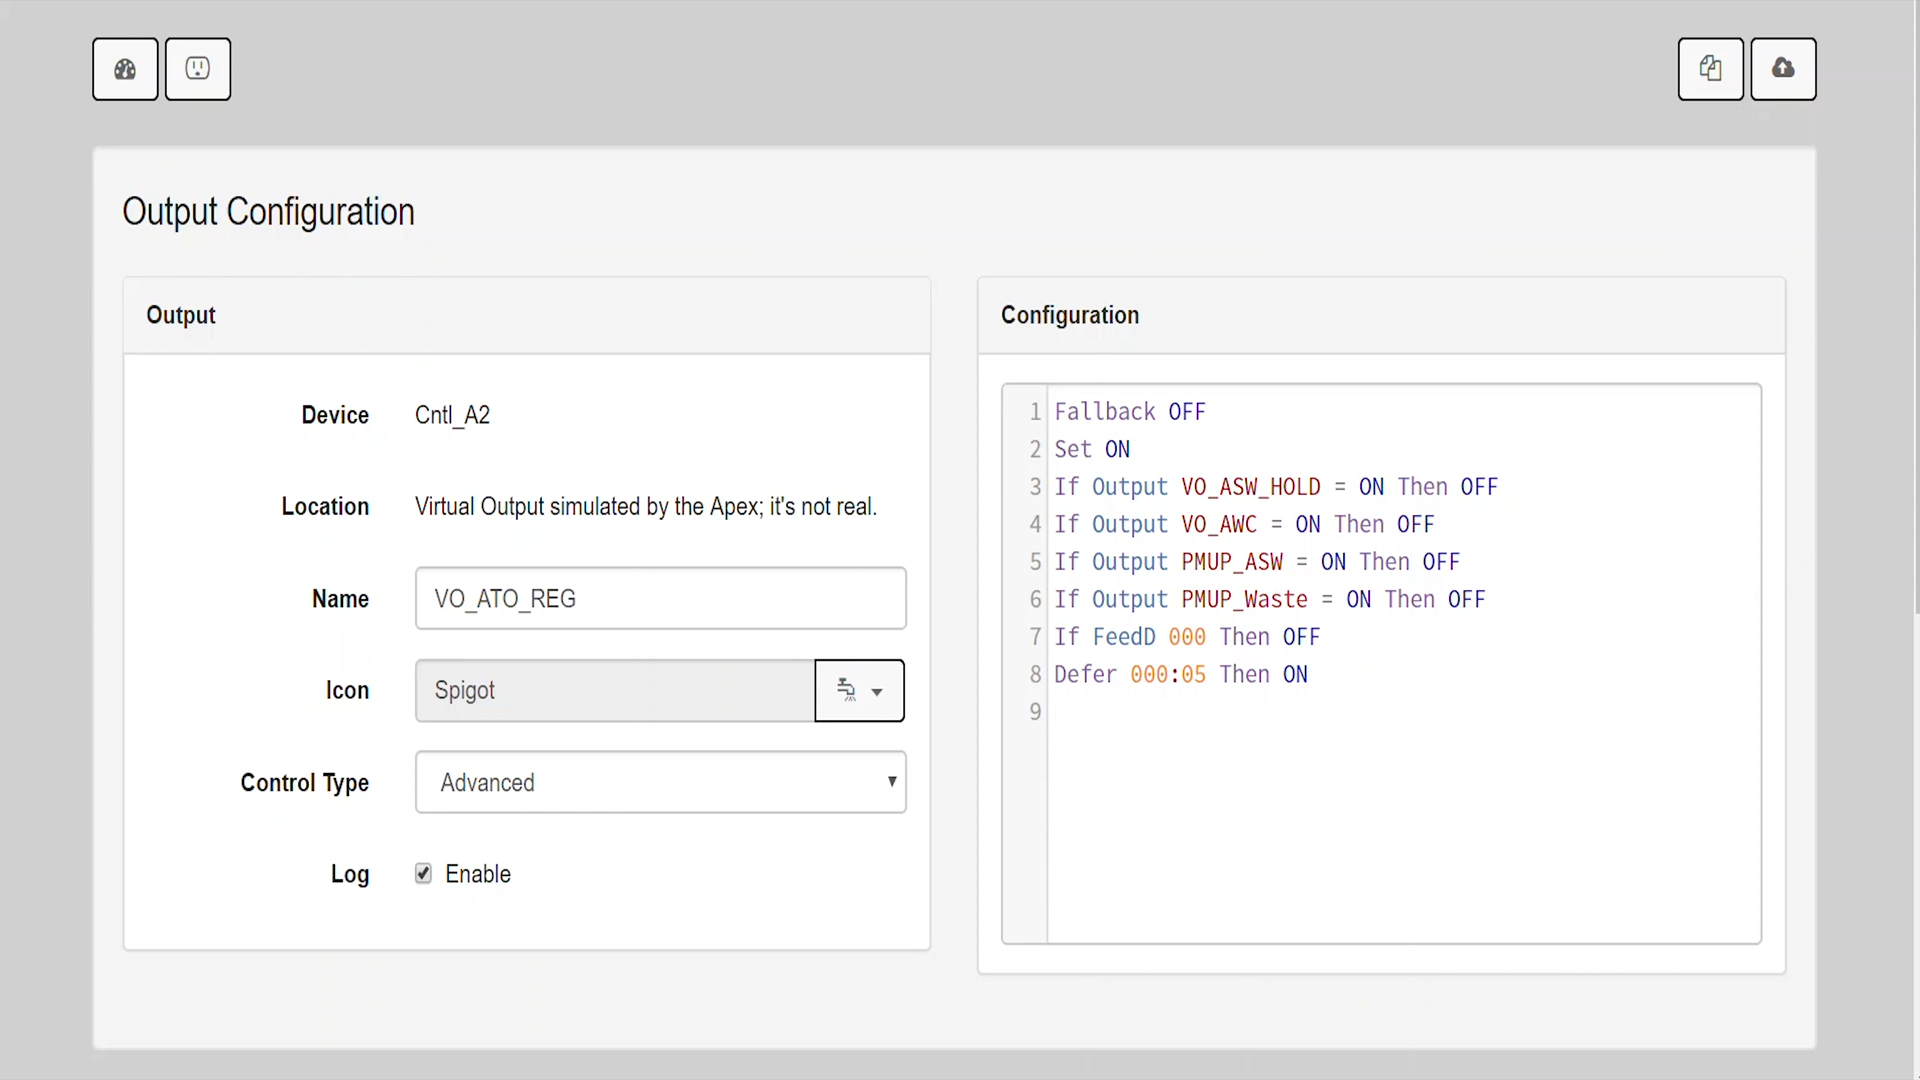 Output Configuration
Output
Device Cntl_A2
Location Virtual Output simulated by the Apex; it's not real.
Name VO_ATO_REG
Icon Spigot
Control Type Advanced
Log Enable
Configuration
1 Fallback OFF
2 Set ON
3 If Output VO_ASW_HOLD = ON Then OFF
4 If Output VO_AWC = ON Then OFF
5 If Output PMUP_ASW = ON Then OFF
6 If Output PMUP_Waste = ON Then OFF
7 If FeedD 000 Then OFF
8 Defer 000:05 Then ON
9